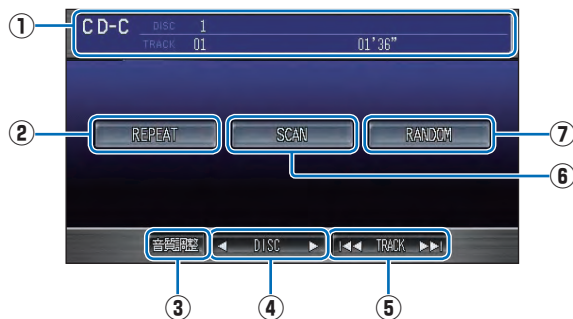 ① CD-C DISC 1
TRACK 01 01'36"
② REPEAT SCAN RANDOM ⑦
⑥
音質調整 ◀ DISC ▶ I◀◀ TRACK ▶▶I
③ ④ ⑤